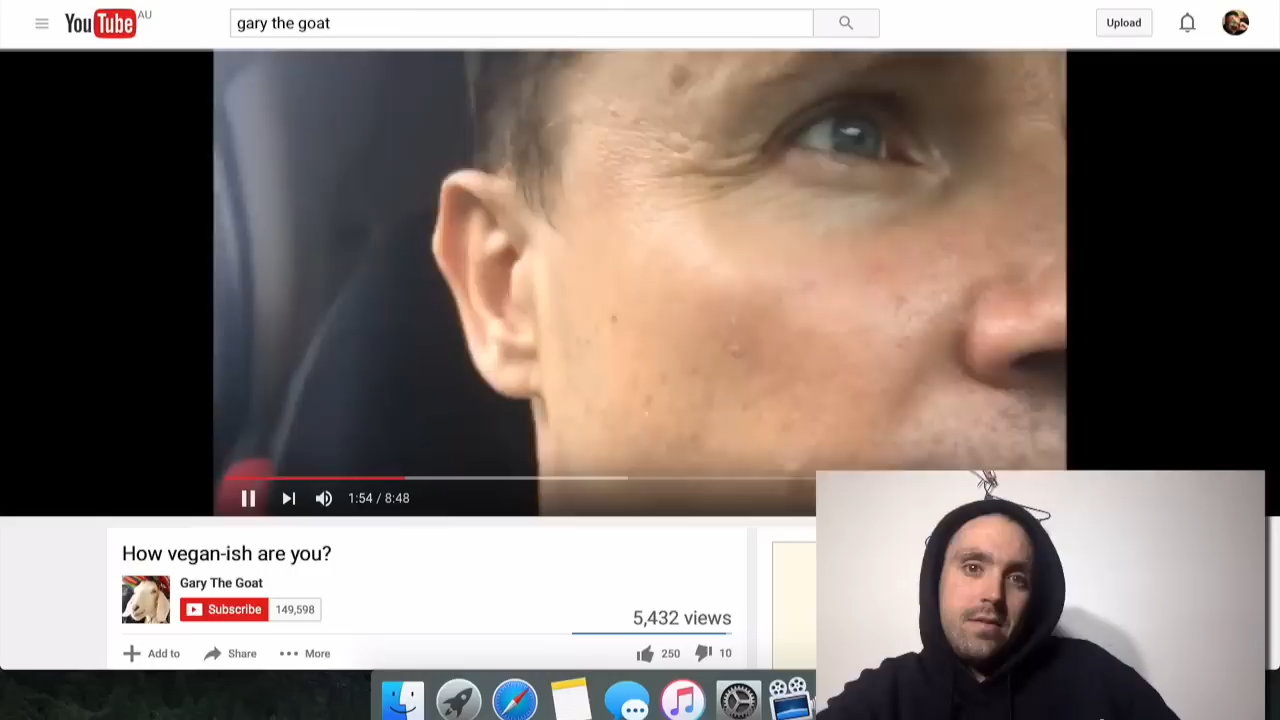 YouTube AU
gary the goat
Upload
1:54 / 8:48
How vegan-ish are you?
Gary The Goat
Subscribe 149,598
5,432 views
Add to Share More
250 10